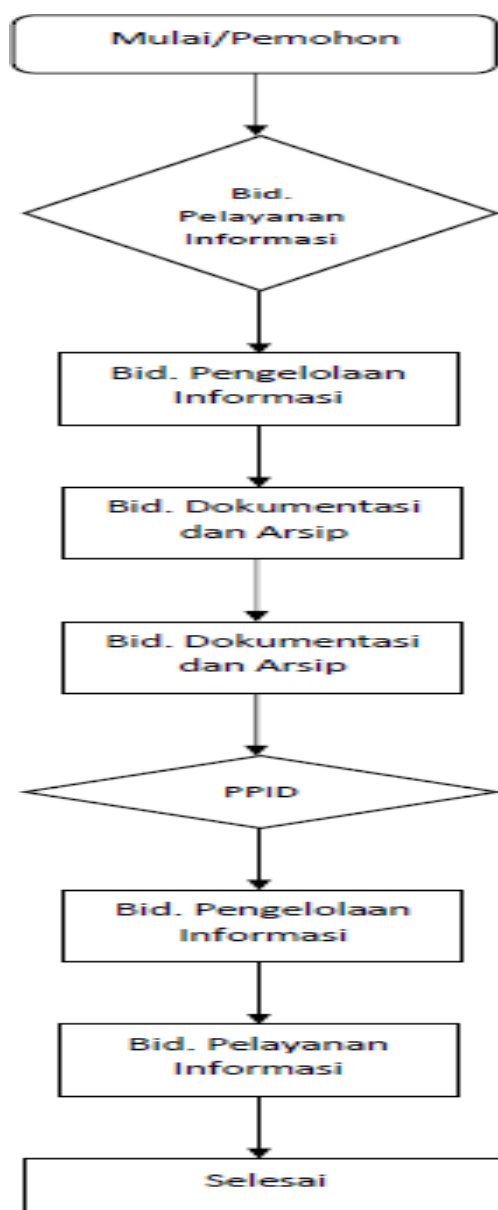 Mulai/Pemohon
Bid.
Pelayanan
Informasi
Bid. Pengelolaan
Informasi
Bid. Dokumentasi
dan Arsip
Bid. Dokumentasi
dan Arsip
PPID
Bid. Pengelolaan
Informasi
Bid. Pelayanan
Informasi
Selesai